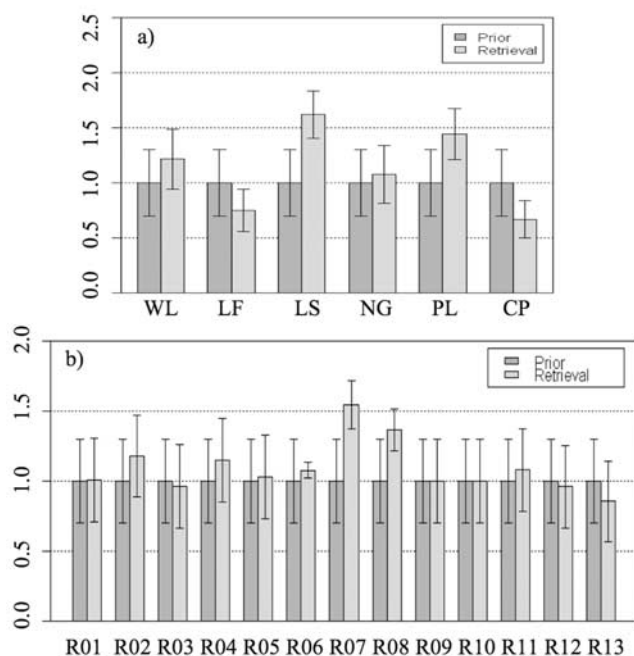 a)
Prior
Retrieval
2.5
2.0
1.5
1.0
0.5
0.0
WL LF LS NG PL CP
b)
Prior
Retrieval
2.0
1.5
1.0
0.5
0.0
R01 R02 R03 R04 R05 R06 R07 R08 R09 R10 R11 R12 R13